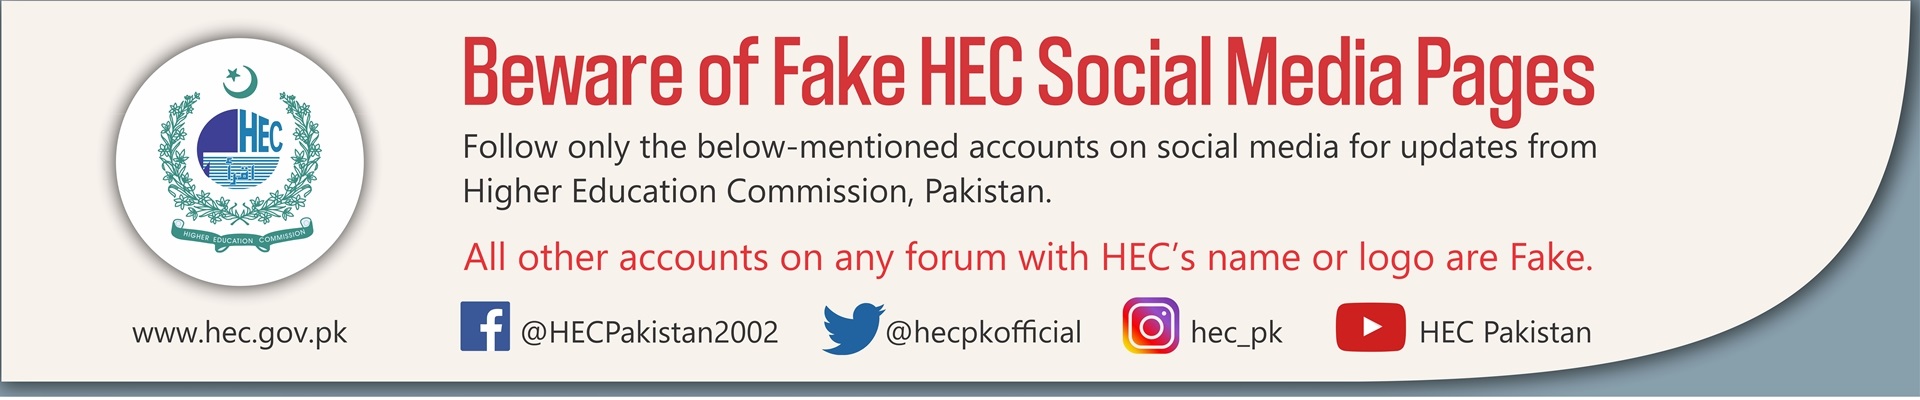 HEC
اقرأ
HIGHER EDUCATION COMMISSION
www.hec.gov.pk
Beware of Fake HEC Social Media Pages
Follow only the below-mentioned accounts on social media for updates from
Higher Education Commission, Pakistan.
All other accounts on any forum with HEC’s name or logo are Fake.
@HECPakistan2002 @hecpkofficial hec_pk HEC Pakistan